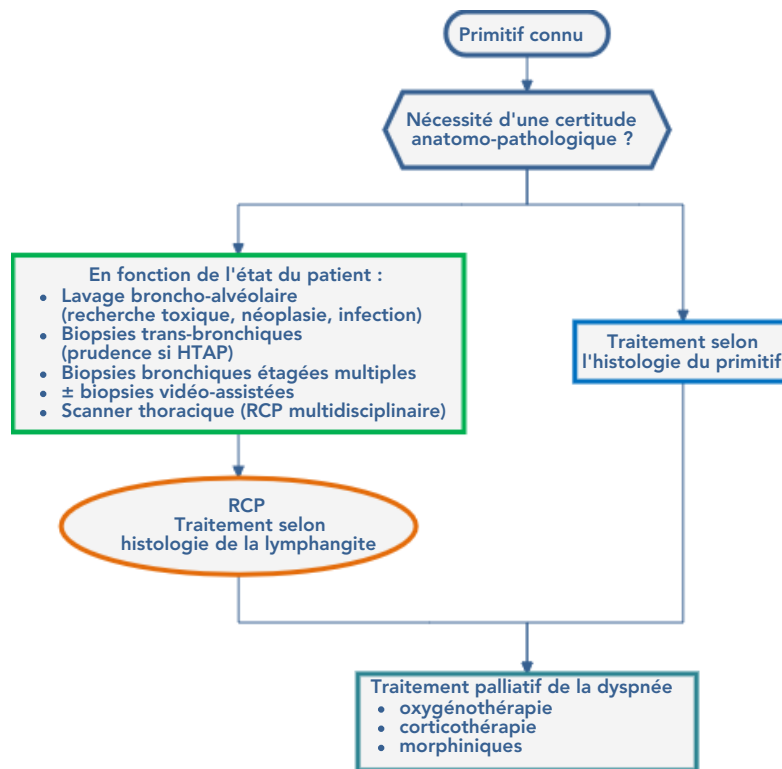 Primitif connu
Nécessité d'une certitude
anatomo-pathologique ?
En fonction de l'état du patient :
• Lavage broncho-alvéolaire
(recherche toxique, néoplasie, infection)
• Biopsies trans-bronchiques
(prudence si HTAP)
• Biopsies bronchiques étagées multiples
• ± biopsies vidéo-assistées
• Scanner thoracique (RCP multidisciplinaire)
Traitement selon
l'histologie du primitif
RCP
Traitement selon
histologie de la lymphangite
Traitement palliatif de la dyspnée
• oxygénothérapie
• corticothérapie
• morphiniques